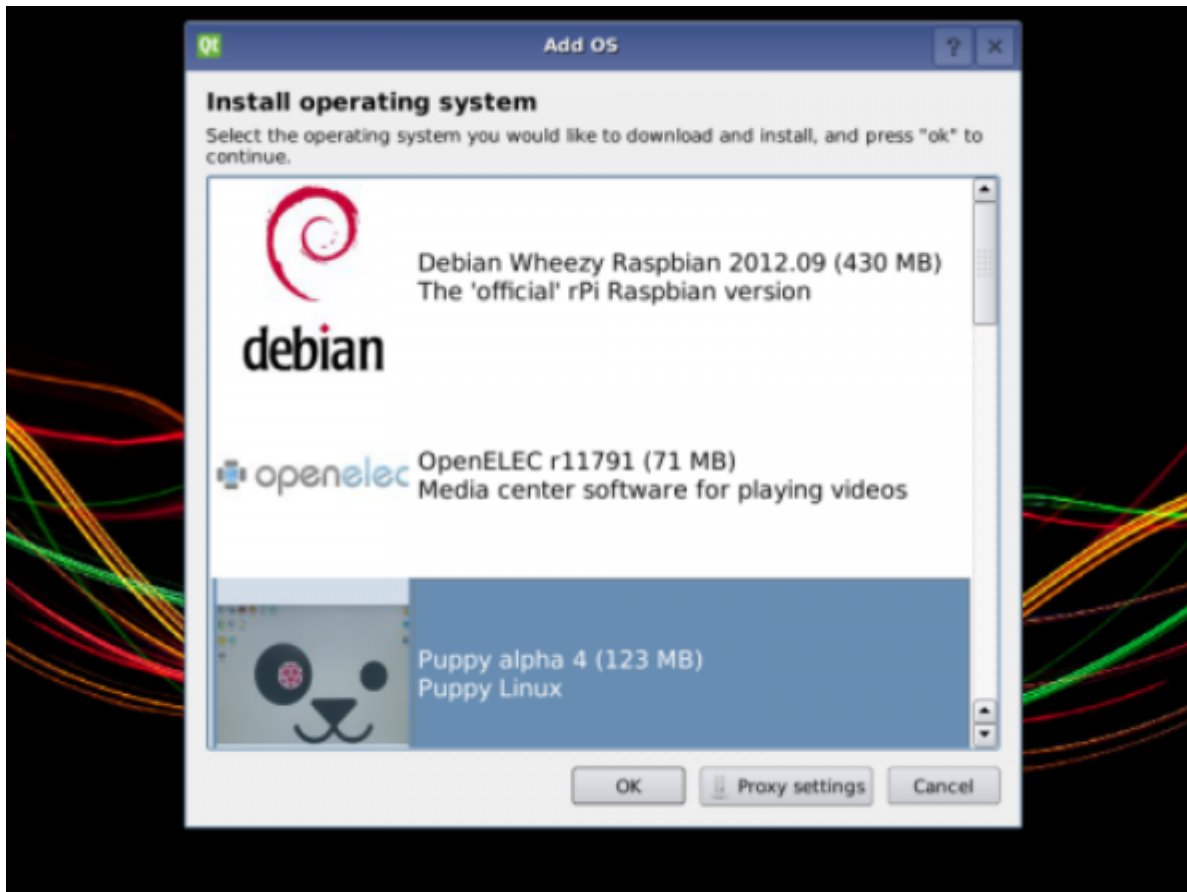 Qt
Add OS
?
Install operating system
Select the operating system you would like to download and install, and press "ok" to
continue.
debian
Debian Wheezy Raspbian 2012.09 (430 MB)
The 'official' rPi Raspbian version
openelec
OpenELEC r11791 (71 MB)
Media center software for playing videos
Puppy alpha 4 (123 MB)
Puppy Linux
OK
Proxy settings
Cancel